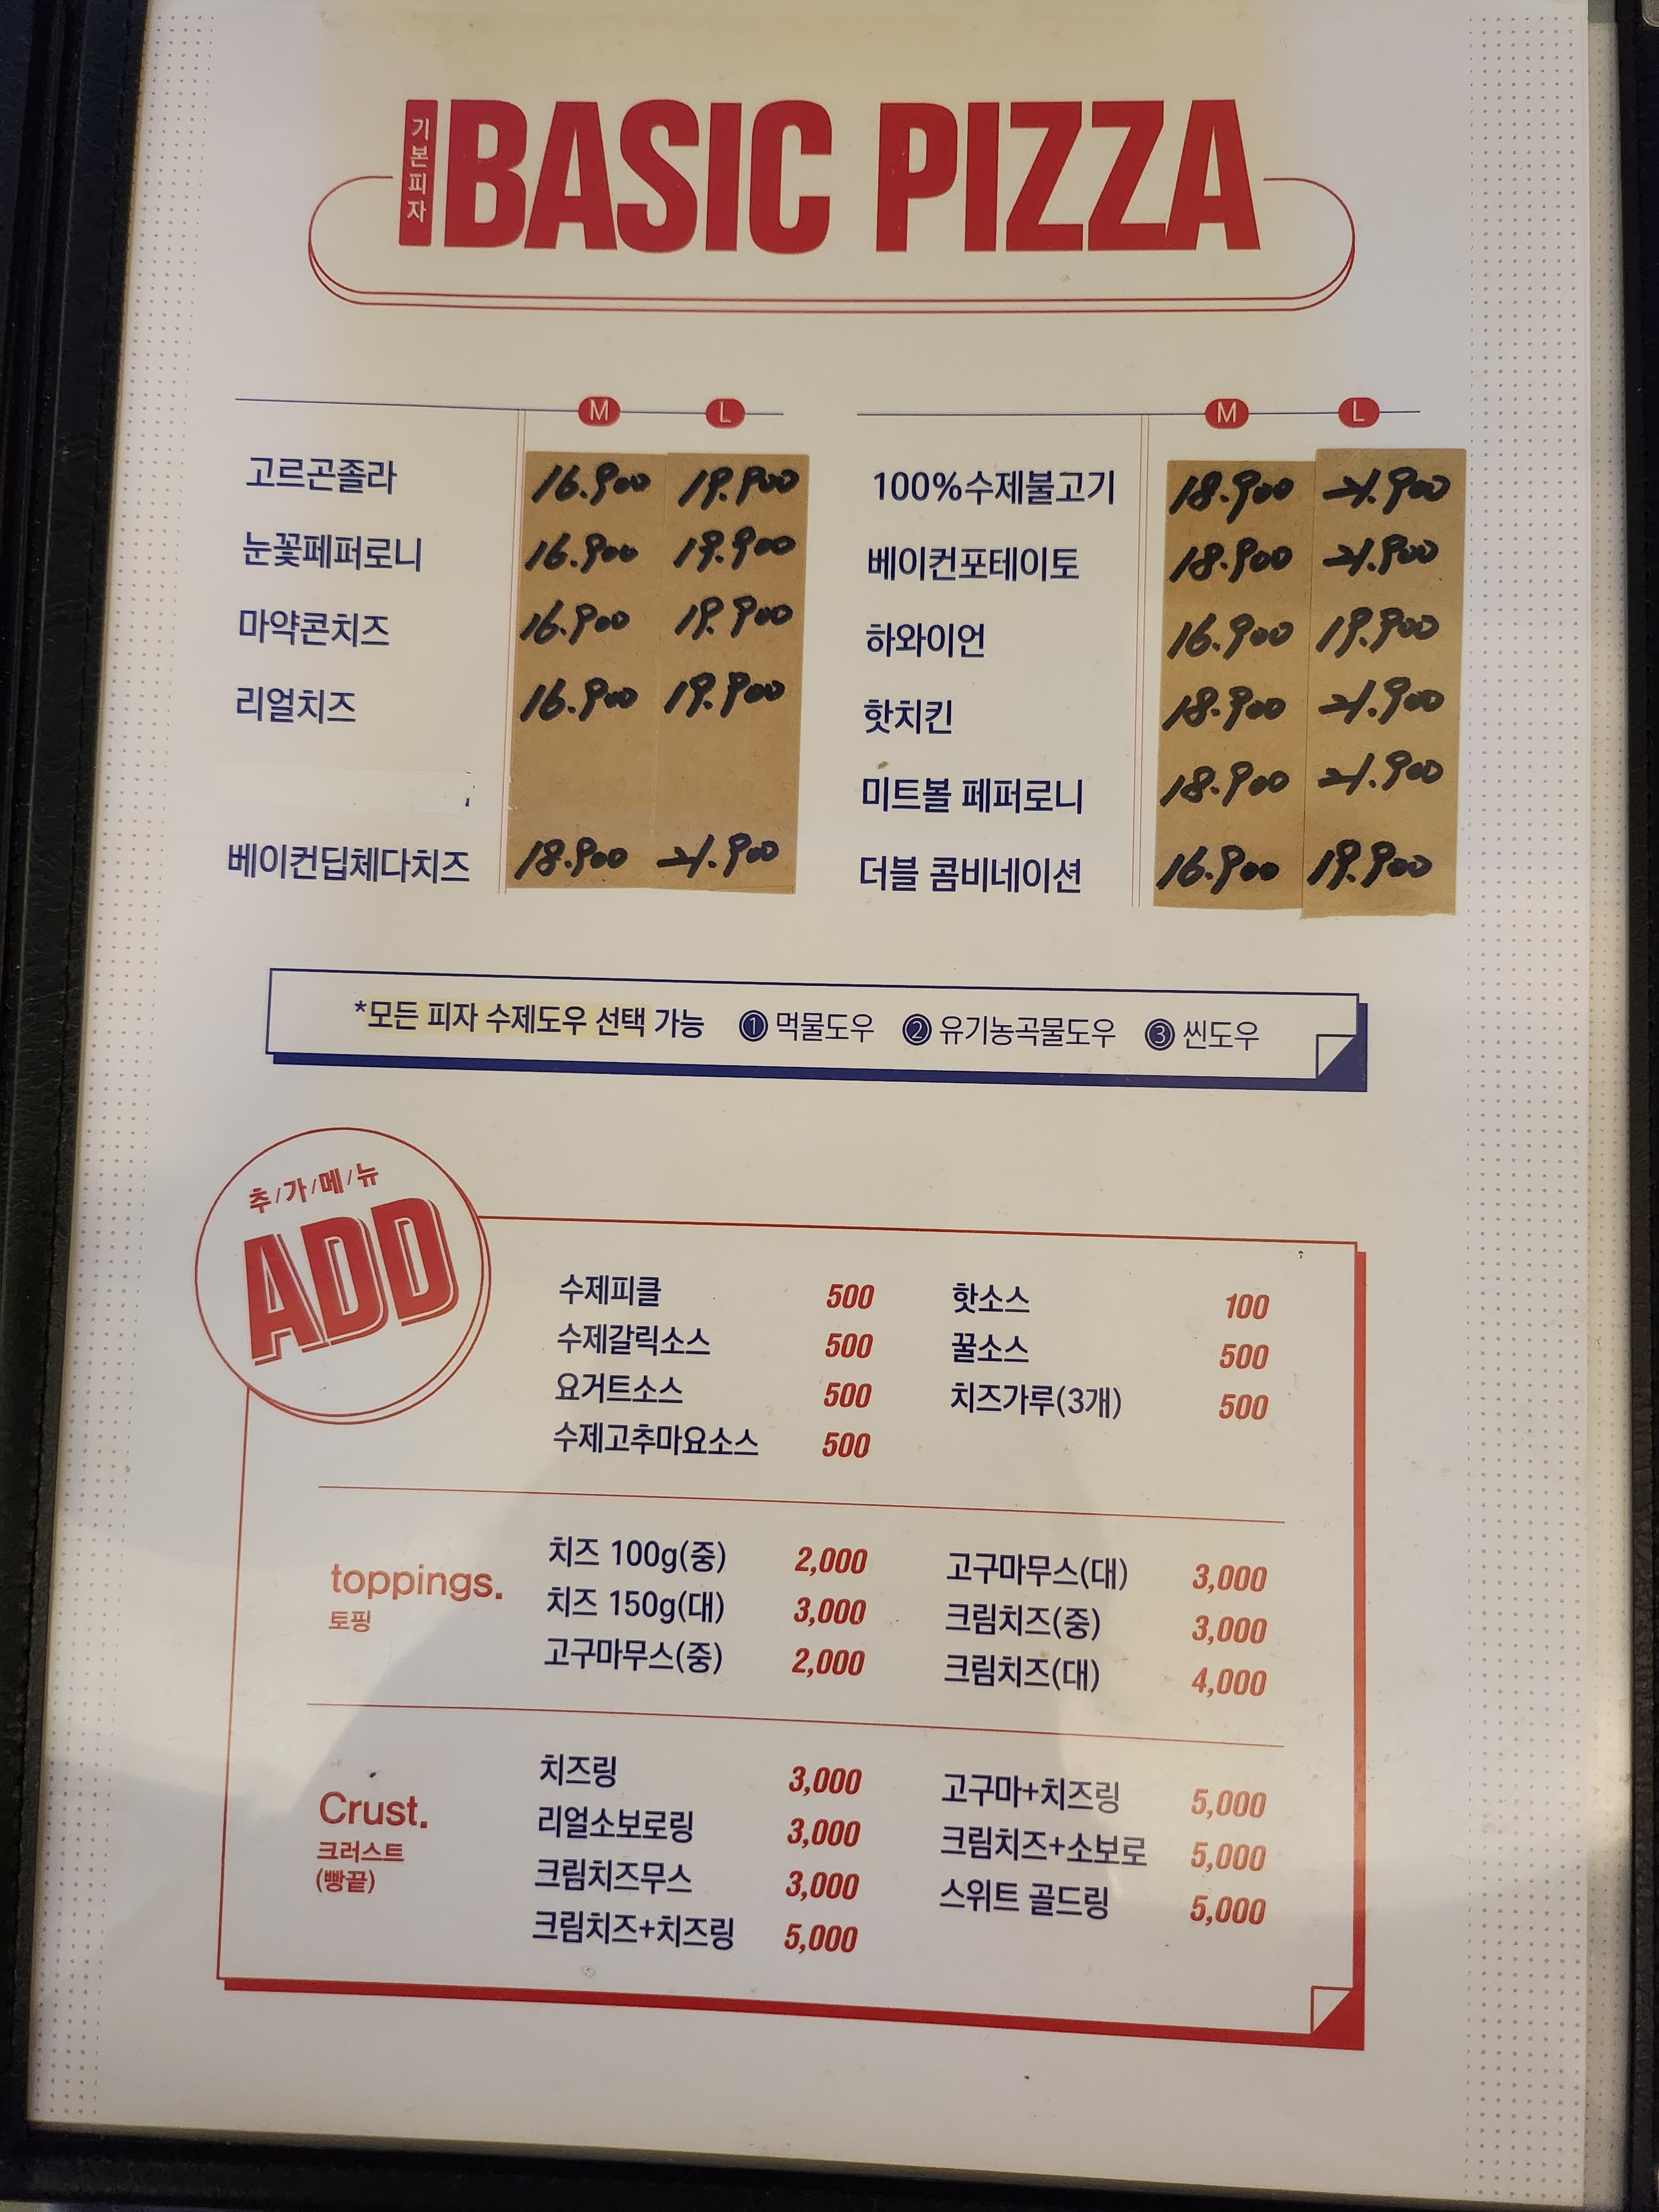 기본피자
BASIC PIZZA
M L
고르곤졸라 16.900 19.900
눈꽃페퍼로니 16.900 19.900
마약콘치즈 16.900 19.900
리얼치즈 16.900 19.900
베이컨딥체다치즈 18.900 21.900
M L
100%수제불고기 18.900 21.900
베이컨포테이토 18.900 21.900
하와이언 16.900 19.900
핫치킨 18.900 21.900
미트볼 페퍼로니 18.900 21.900
더블 콤비네이션 16.900 19.900
*모든 피자 수제도우 선택 가능 ① 먹물도우 ② 유기농곡물도우 ③ 씬도우
추/가/메/뉴
ADD
수제피클 500
수제갈릭소스 500
요거트소스 500
수제고추마요소스 500
핫소스 100
꿀소스 500
치즈가루(3개) 500
toppings.
토핑
치즈 100g(중) 2,000
치즈 150g(대) 3,000
고구마무스(중) 2,000
고구마무스(대) 3,000
크림치즈(중) 3,000
크림치즈(대) 4,000
Crust.
크러스트
(빵끝)
치즈링 3,000
리얼소보로링 3,000
크림치즈무스 3,000
크림치즈+치즈링 5,000
고구마+치즈링 5,000
크림치즈+소보로 5,000
스위트 골드링 5,000